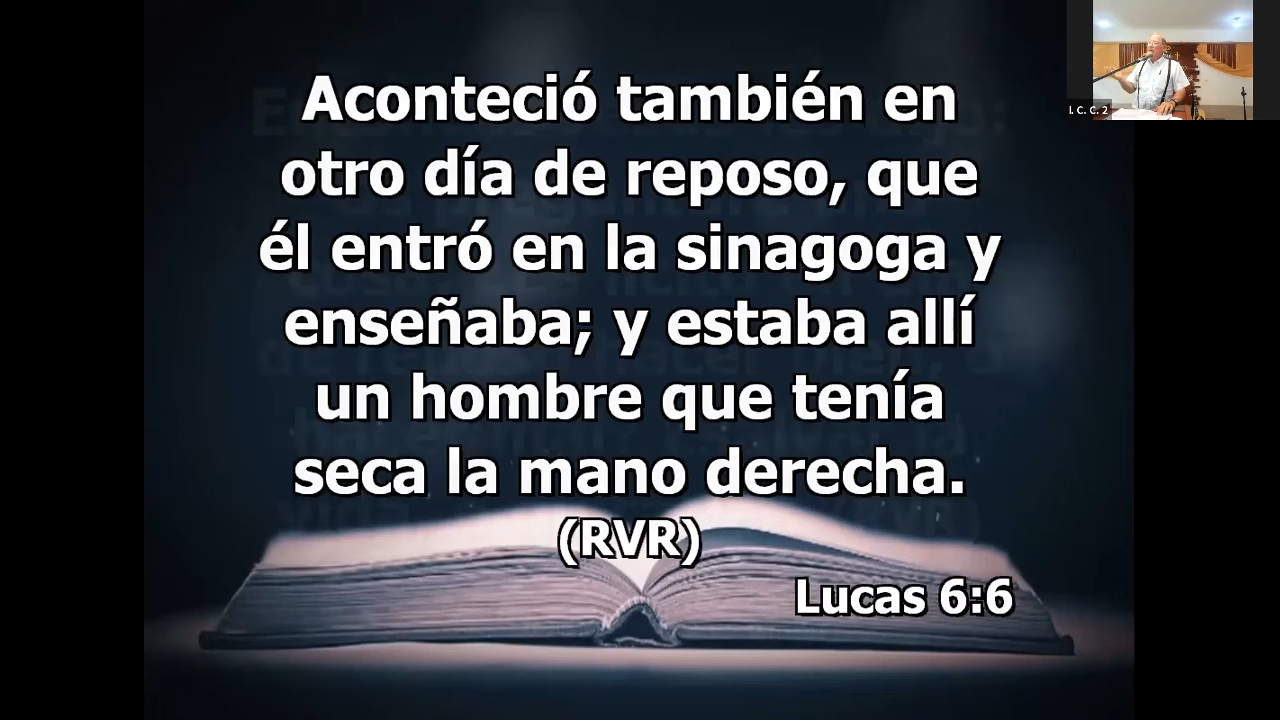 Aconteció también en
otro día de reposo, que
él entró en la sinagoga y
enseñaba; y estaba allí
un hombre que tenía
seca la mano derecha.
(RVR)
Lucas 6:6
I. C. C. 2